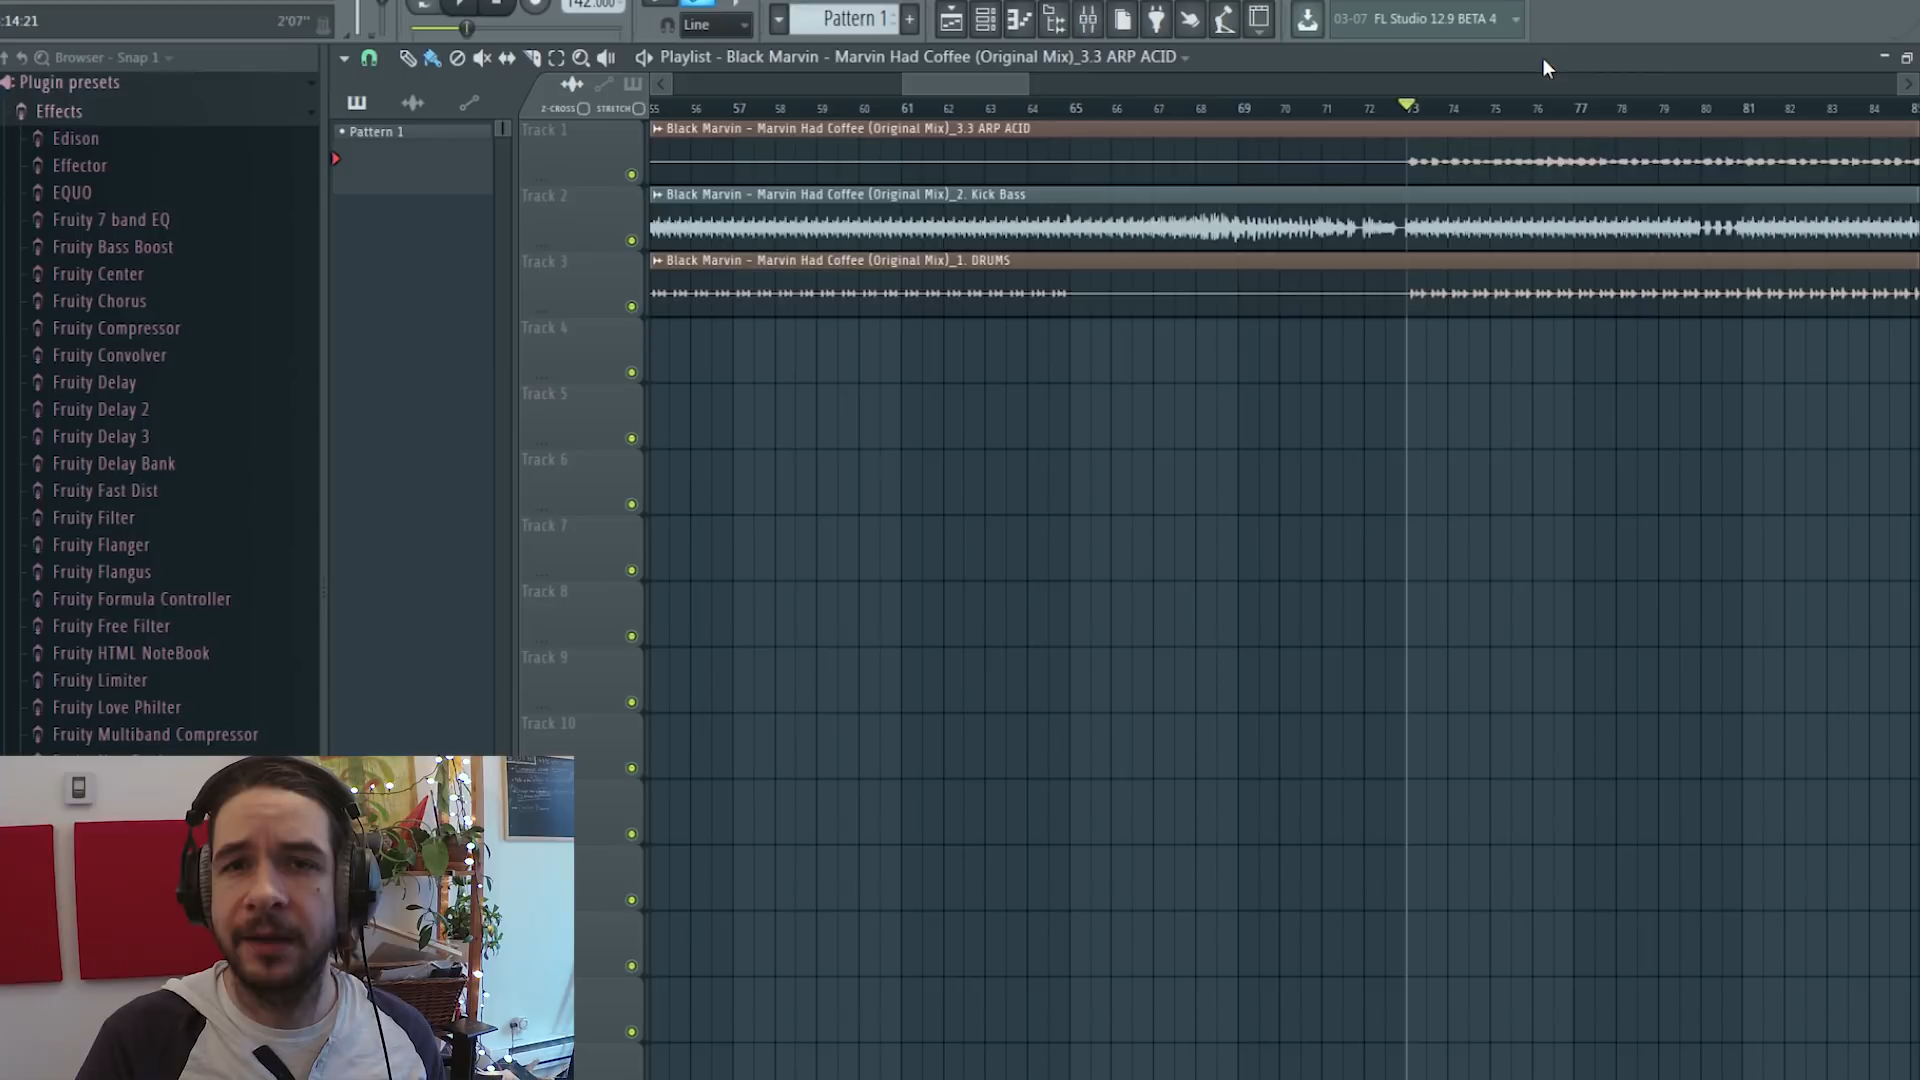 :14:21
2'07"
142.000
Line
Pattern 1
+
03-07 FL Studio 12.9 BETA 4
Browser - Snap 1
Playlist - Black Marvin - Marvin Had Coffee (Original Mix)_3.3 ARP ACID
Plugin presets
Effects
Edison
Effector
EQUO
Fruity 7 band EQ
Fruity Bass Boost
Fruity Center
Fruity Chorus
Fruity Compressor
Fruity Convolver
Fruity Delay
Fruity Delay 2
Fruity Delay 3
Fruity Delay Bank
Fruity Fast Dist
Fruity Filter
Fruity Flanger
Fruity Flangus
Fruity Formula Controller
Fruity Free Filter
Fruity HTML NoteBook
Fruity Limiter
Fruity Love Philter
Fruity Multiband Compressor
Pattern 1
Z-CROSS STRETCH
55 56 57 58 59 60 61 62 63 64 65 66 67 68 69 70 71 72 73 74 75 76 77 78 79 80 81 82 83 84
Track 1
Black Marvin - Marvin Had Coffee (Original Mix)_3.3 ARP ACID
Track 2
Black Marvin - Marvin Had Coffee (Original Mix)_2. Kick Bass
Track 3
Black Marvin - Marvin Had Coffee (Original Mix)_1. DRUMS
Track 4
Track 5
Track 6
Track 7
Track 8
Track 9
Track 10